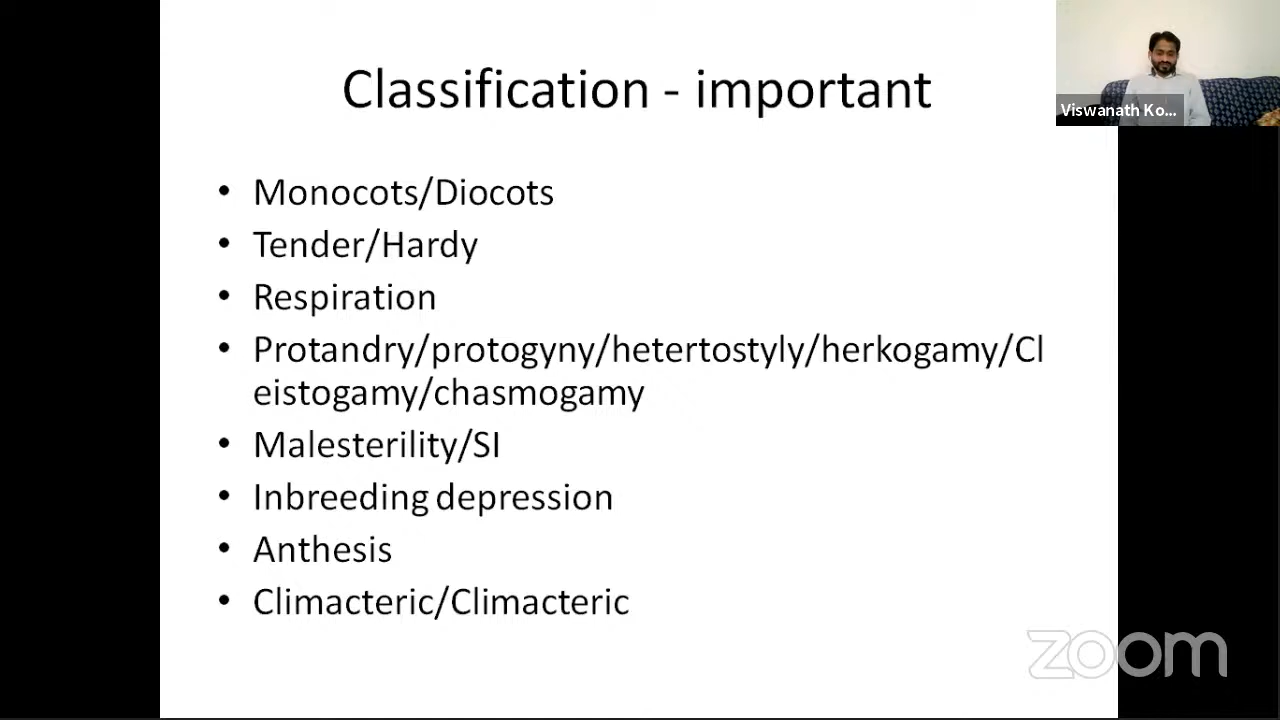 Classification - important
Viswanath Ko...
• Monocots/Diocots
• Tender/Hardy
• Respiration
• Protandry/protogyny/hetertostyly/herkogamy/Cl
eistogamy/chasmogamy
• Malesterility/SI
• Inbreeding depression
• Anthesis
• Climacteric/Climacteric
zoom